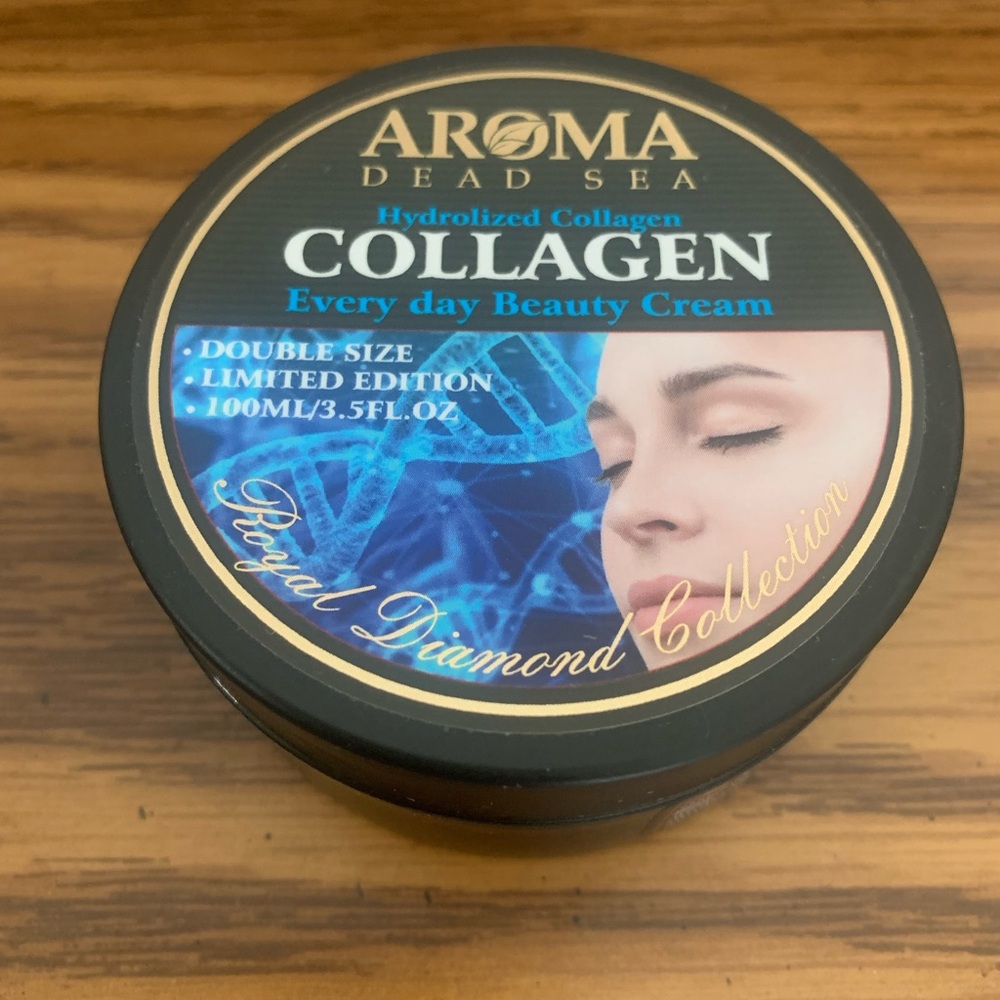 AROMA
DEAD SEA
Hydrolized Collagen
COLLAGEN
Every day Beauty Cream
• DOUBLE SIZE
• LIMITED EDITION
• 100ML/3.5FL.OZ
Royal Diamond Collection